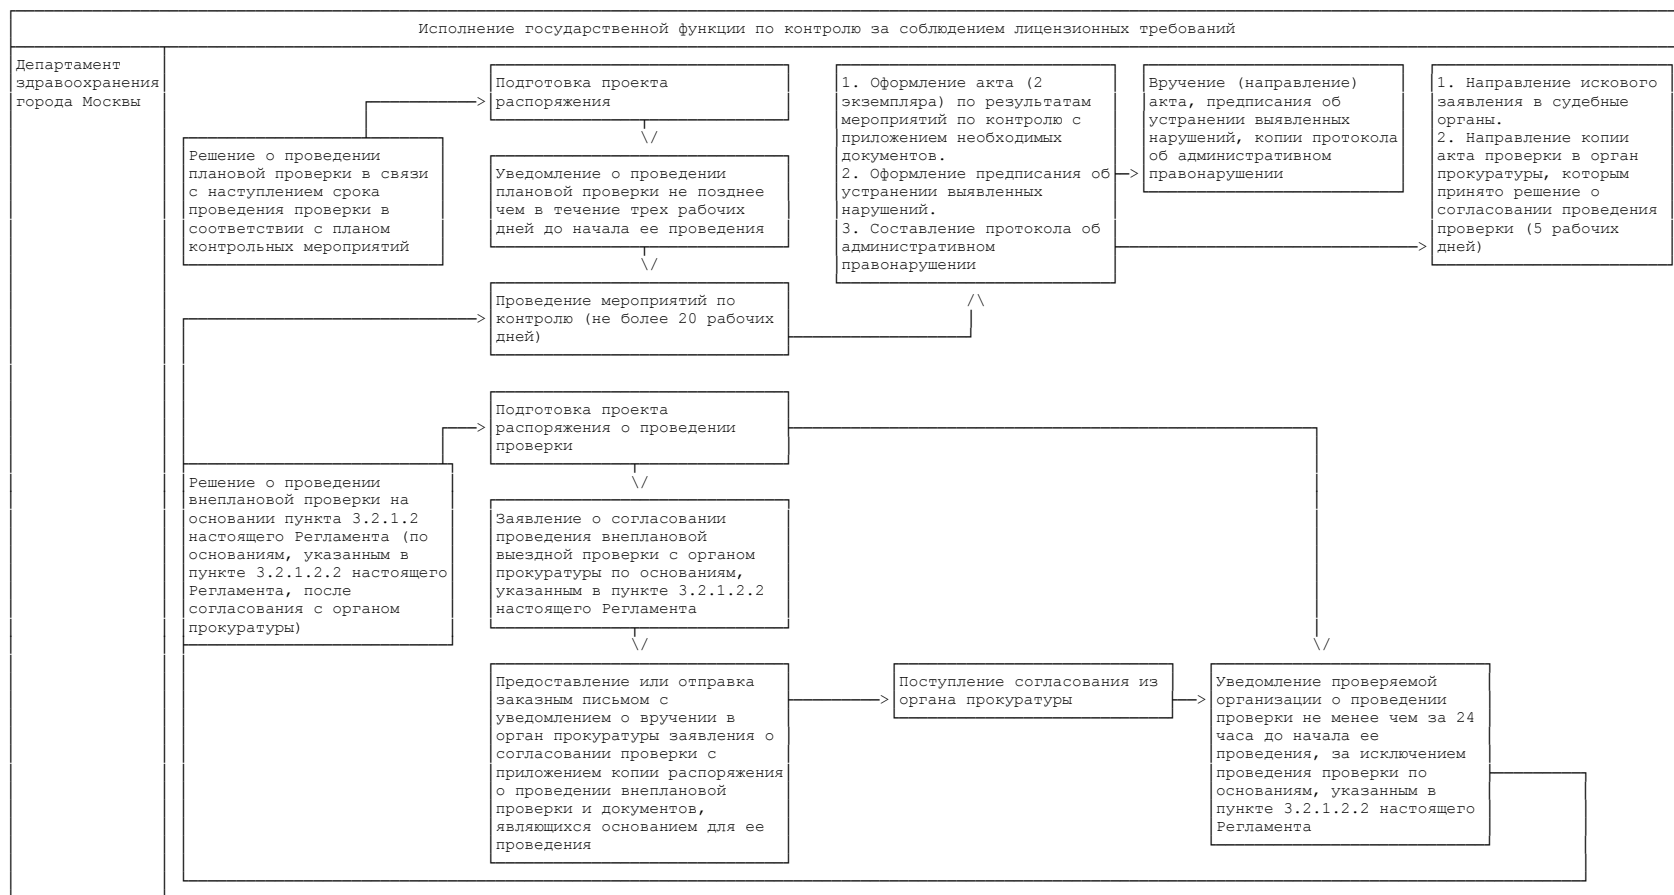 Исполнение государственной функции по контролю за соблюдением лицензионных требований
Департамент
здравоохранения
города Москвы
Решение о проведении
плановой проверки в связи
с наступлением срока
проведения проверки в
соответствии с планом
контрольных мероприятий
Подготовка проекта
распоряжения
Уведомление о проведении
плановой проверки не позднее
чем в течение трех рабочих
дней до начала ее проведения
Проведение мероприятий по
контролю (не более 20 рабочих
дней)
1. Оформление акта (2
экземпляра) по результатам
мероприятий по контролю с
приложением необходимых
документов.
2. Оформление предписания об
устранении выявленных
нарушений.
3. Составление протокола об
административном
правонарушении
Вручение (направление)
акта, предписания об
устранении выявленных
нарушений, копии протокола
об административном
правонарушении
1. Направление искового
заявления в судебные
органы.
2. Направление копии
акта проверки в орган
прокуратуры, которым
принято решение о
согласовании проведения
проверки (5 рабочих
дней)
Решение о проведении
внеплановой проверки на
основании пункта 3.2.1.2
настоящего Регламента (по
основаниям, указанным в
пункте 3.2.1.2.2 настоящего
Регламента, после
согласования с органом
прокуратуры)
Подготовка проекта
распоряжения о проведении
проверки
Заявление о согласовании
проведения внеплановой
выездной проверки с органом
прокуратуры по основаниям,
указанным в пункте 3.2.1.2.2
настоящего Регламента
Предоставление или отправка
заказным письмом с
уведомлением о вручении в
орган прокуратуры заявления о
согласовании проверки с
приложением копии распоряжения
о проведении внеплановой
проверки и документов,
являющихся основанием для ее
проведения
Поступление согласования из
органа прокуратуры
Уведомление проверяемой
организации о проведении
проверки не менее чем за 24
часа до начала ее
проведения, за исключением
проведения проверки по
основаниям, указанным в
пункте 3.2.1.2.2 настоящего
Регламента